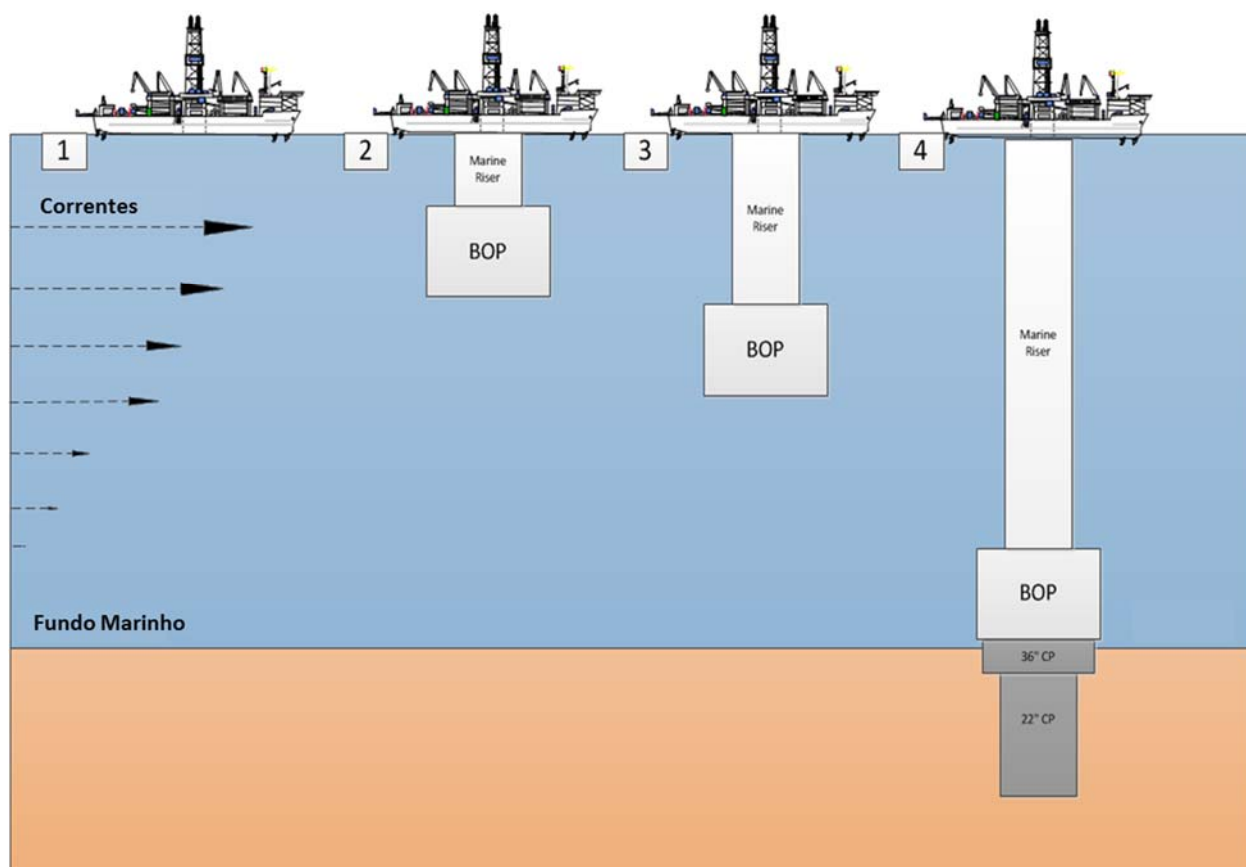 1
2
3
4
Correntes
Marine
Riser
BOP
Marine
Riser
BOP
Marine
Riser
BOP
Fundo Marinho
36" CP
22" CP